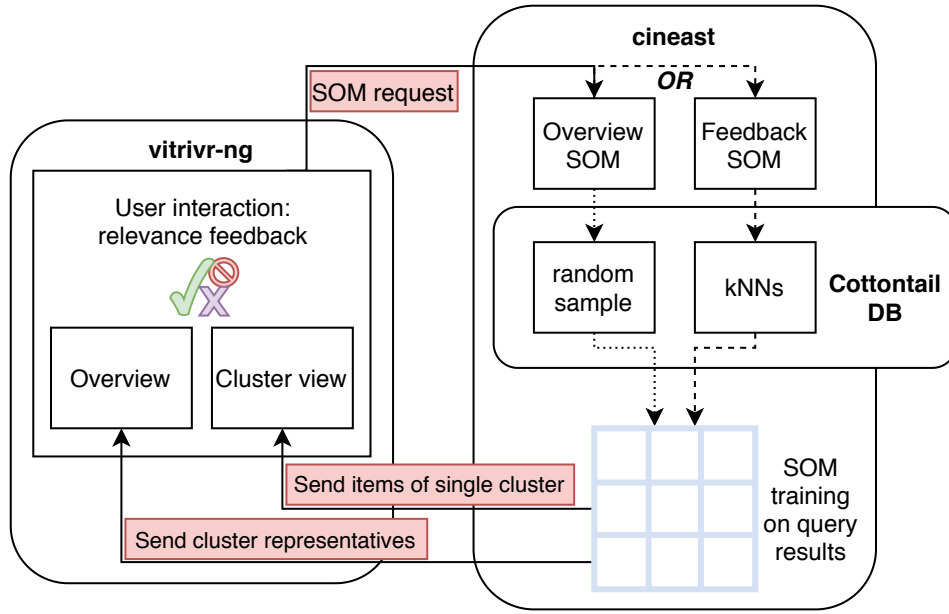 cineast
SOM request
OR
vitrivr-ng
Overview
SOM
Feedback
SOM
User interaction:
relevance feedback
random
sample
kNNs
Cottontail
DB
Overview
Cluster view
Send items of single cluster
Send cluster representatives
SOM
training
on query
results